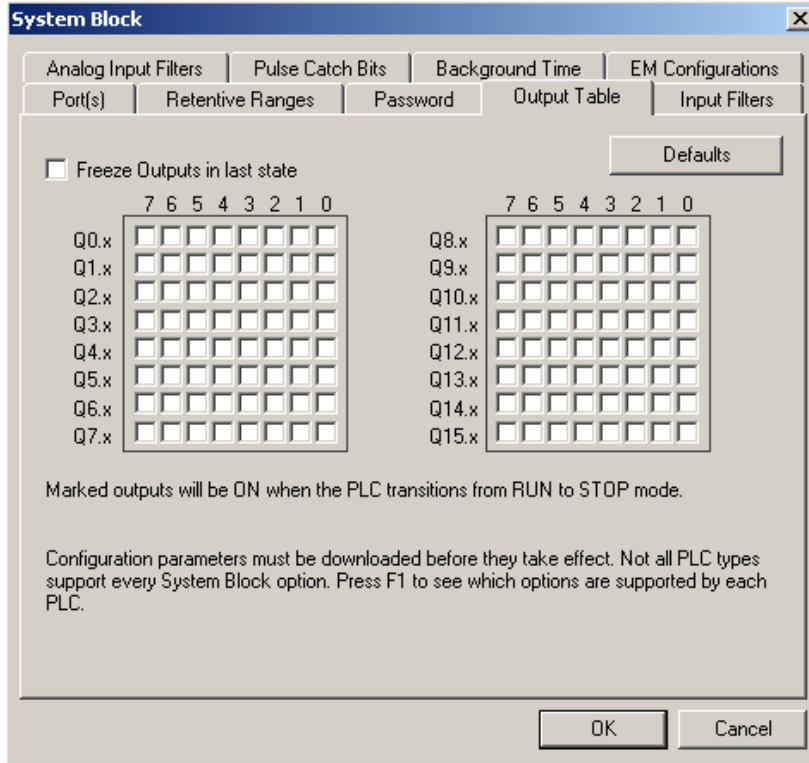 System Block
Analog Input Filters Pulse Catch Bits Background Time EM Configurations
Port(s) Retentive Ranges Password Output Table Input Filters
Defaults
Freeze Outputs in last state
7 6 5 4 3 2 1 0 7 6 5 4 3 2 1 0
Q0.x Q8.x
Q1.x Q9.x
Q2.x Q10.x
Q3.x Q11.x
Q4.x Q12.x
Q5.x Q13.x
Q6.x Q14.x
Q7.x Q15.x
Marked outputs will be ON when the PLC transitions from RUN to STOP mode.
Configuration parameters must be downloaded before they take effect. Not all PLC types
support every System Block option. Press F1 to see which options are supported by each
PLC.
OK Cancel